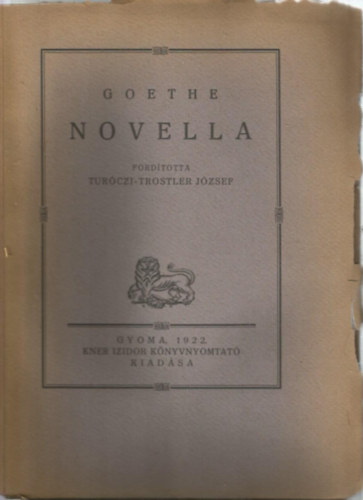 GOETHE
NOVELLA
FORDÍTOTTA
TURÓCZI-TROSTLER JÓZSEF
GYOMA, 1922
KNER IZIDOR KÖNYVNYOMTATÓ
KIADÁSA